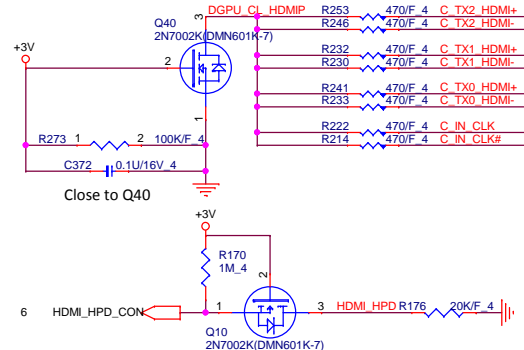 DGPU_CL_HDMIP
R253 470/F_4 C_TX2_HDMI+
R246 470/F_4 C_TX2_HDMI-
Q40
2N7002K(DMN601K-7)
+3V
3
2
1
R232 470/F_4 C_TX1_HDMI+
R230 470/F_4 C_TX1_HDMI-
R241 470/F_4 C_TX0_HDMI+
R233 470/F_4 C_TX0_HDMI-
R222 470/F_4 C_IN_CLK
R214 470/F_4 C_IN_CLK#
R273 1 2 100K/F_4
C372 0.1U/16V_4
Close to Q40
+3V
R170
1M_4
2
6 HDMI_HPD_CON 1 3 HDMI_HPD R176 20K/F_4
Q10
2N7002K(DMN601K-7)